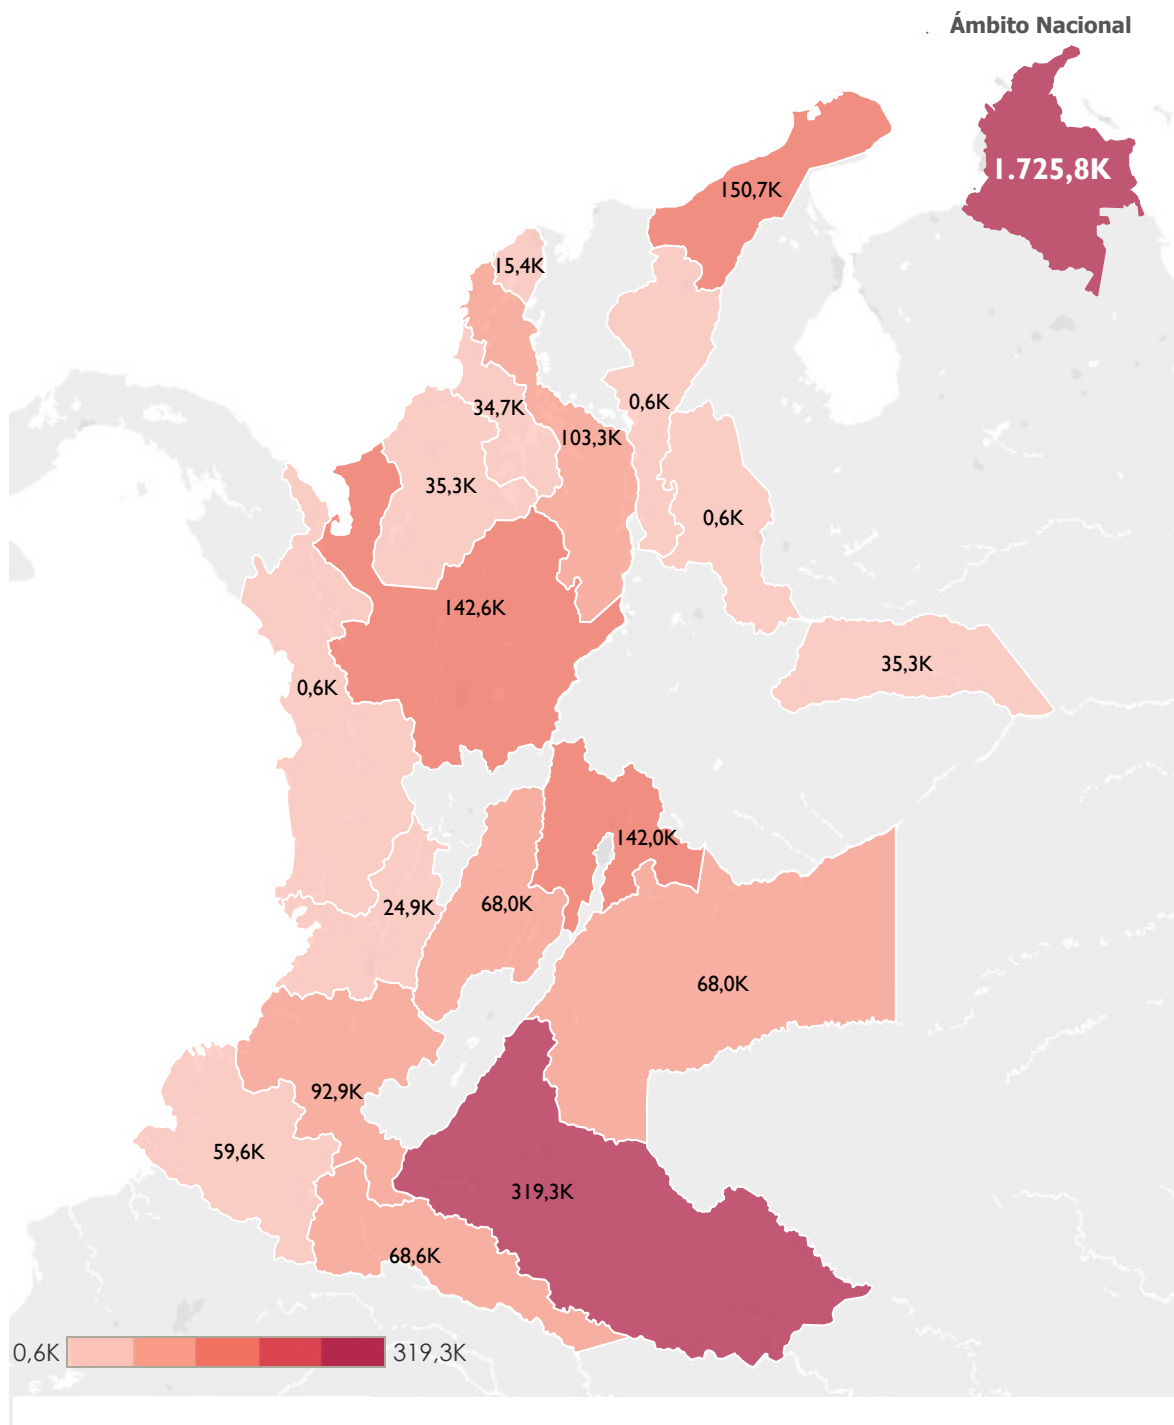 Ámbito Nacional
1.725,8K
150,7K
15,4K
0,6K
34,7K
103,3K
35,3K
0,6K
142,6K
35,3K
0,6K
142,0K
24,9K
68,0K
68,0K
92,9K
59,6K
319,3K
68,6K
0,6K
319,3K